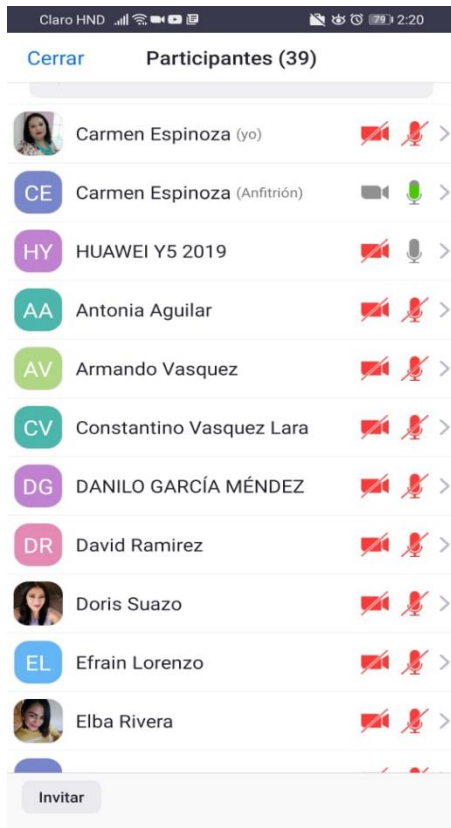 Claro HND 79 2:20
Cerrar Participantes (39)
Carmen Espinoza (yo)
CE Carmen Espinoza (Anfitrión)
HY HUAWEI Y5 2019
AA Antonia Aguilar
AV Armando Vasquez
CV Constantino Vasquez Lara
DG DANILO GARCÍA MÉNDEZ
DR David Ramirez
Doris Suazo
EL Efrain Lorenzo
Elba Rivera
Invitar